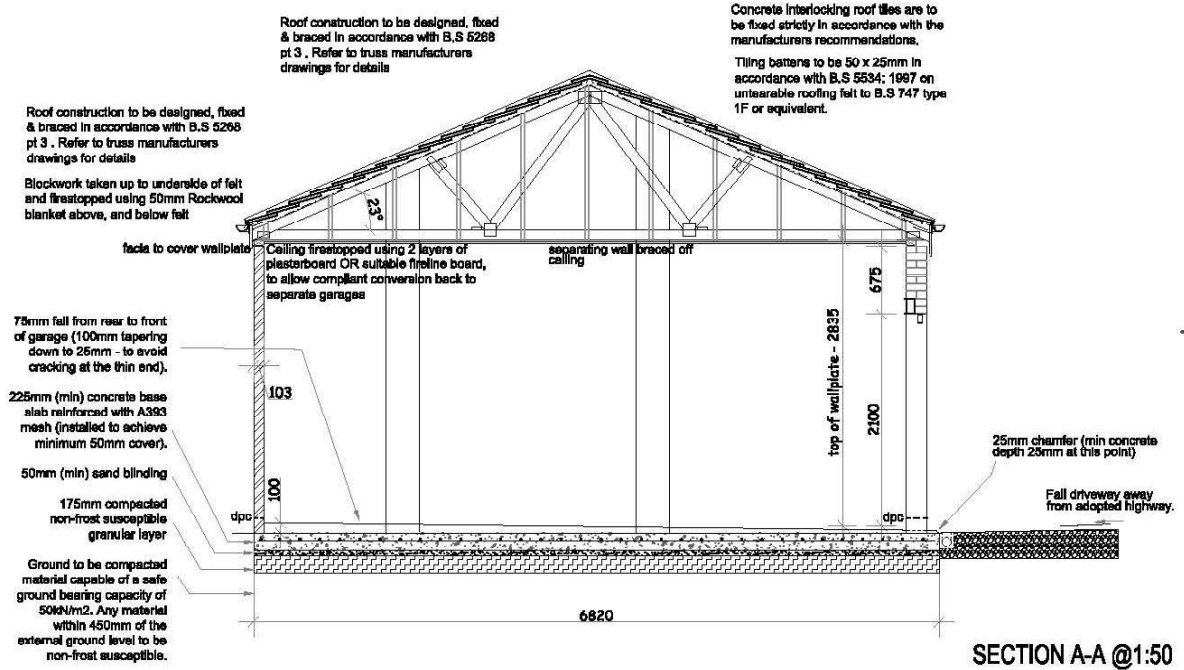 Roof construction to be designed, fixed
& braced in accordance with B.S 5268
pt 3 . Refer to truss manufacturers
drawings for details
Concrete interlocking roof tiles are to
be fixed strictly in accordance with the
manufacturers recommendations.
Tiling battens to be 50 x 25mm in
accordance with B.S 5534: 1997 on
untearable roofing felt to B.S 747 type
1F or equivalent.
Roof construction to be designed, fixed
& braced in accordance with B.S 5268
pt 3 . Refer to truss manufacturers
drawings for details
Blockwork taken up to underside of felt
and firestopped using 50mm Rockwool
blanket above, and below felt
23°
facia to cover wallplate
Ceiling firestopped using 2 layers of
plasterboard OR suitable fireline board,
to allow compliant conversion back to
separate garages
separating wall braced off
ceiling
675
75mm fall from rear to front
of garage (100mm tapering
down to 25mm - to avoid
cracking at the thin end).
103
top of wallplate - 2835
2100
225mm (min) concrete base
slab reinforced with A393
mesh (installed to achieve
minimum 50mm cover).
25mm chamfer (min concrete
depth 25mm at this point)
50mm (min) sand blinding
100
175mm compacted
non-frost susceptible
granular layer
dpc
dpc
Fall driveway away
from adopted highway.
Ground to be compacted
material capable of a safe
ground bearing capacity of
50kN/m2. Any material
within 450mm of the
external ground level to be
non-frost susceptible.
6820
SECTION A-A @1:50